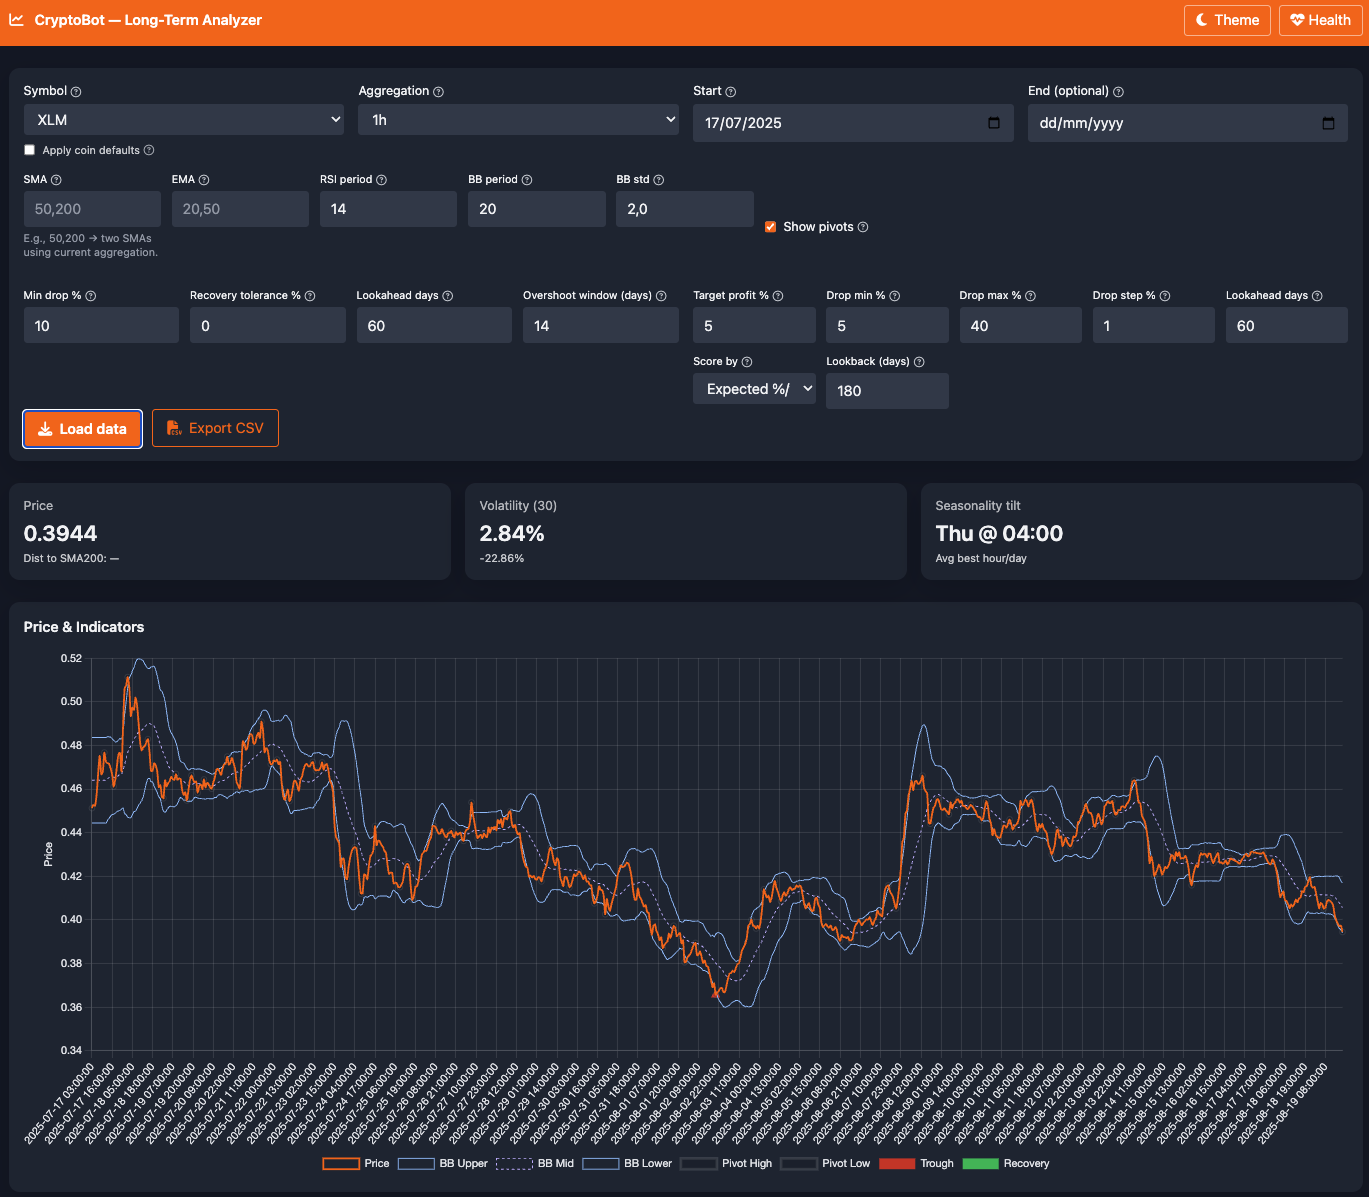 CryptoBot — Long-Term Analyzer
Theme
Health
Symbol
Aggregation
Start
End (optional)
XLM
1h
17/07/2025
dd/mm/yyyy
Apply coin defaults
SMA
EMA
RSI period
BB period
BB std
50,200
20,50
14
20
2,0
Show pivots
E.g., 50,200 → two SMAs
using current aggregation.
Min drop %
Recovery tolerance %
Lookahead days
Overshoot window (days)
Target profit %
Drop min %
Drop max %
Drop step %
Lookahead days
10
0
60
14
5
5
40
1
60
Score by
Lookback (days)
Expected %/
180
Load data
CSV
Export CSV
Price
0.3944
Dist to SMA200: —
Volatility (30)
2.84%
-22.86%
Seasonality tilt
Thu @ 04:00
Avg best hour/day
Price & Indicators
0.52
0.50
0.48
0.46
0.44
0.42
0.40
0.38
0.36
0.34
Price
2025-07-17 03:00:00
2025-07-17 16:00:00
2025-07-18 05:00:00
2025-07-18 18:00:00
2025-07-19 07:00:00
2025-07-19 20:00:00
2025-07-20 09:00:00
2025-07-20 22:00:00
2025-07-21 11:00:00
2025-07-22 00:00:00
2025-07-22 13:00:00
2025-07-23 02:00:00
2025-07-23 15:00:00
2025-07-24 04:00:00
2025-07-24 17:00:00
2025-07-25 06:00:00
2025-07-25 19:00:00
2025-07-26 08:00:00
2025-07-26 21:00:00
2025-07-27 10:00:00
2025-07-27 23:00:00
2025-07-28 12:00:00
2025-07-29 01:00:00
2025-07-29 14:00:00
2025-07-30 03:00:00
2025-07-30 16:00:00
2025-07-31 05:00:00
2025-07-31 18:00:00
2025-08-01 07:00:00
2025-08-01 20:00:00
2025-08-02 09:00:00
2025-08-02 22:00:00
2025-08-03 11:00:00
2025-08-04 00:00:00
2025-08-04 13:00:00
2025-08-05 02:00:00
2025-08-05 15:00:00
2025-08-06 08:00:00
2025-08-06 21:00:00
2025-08-07 10:00:00
2025-08-07 23:00:00
2025-08-08 12:00:00
2025-08-09 01:00:00
2025-08-09 14:00:00
2025-08-10 03:00:00
2025-08-10 16:00:00
2025-08-11 05:00:00
2025-08-11 18:00:00
2025-08-12 07:00:00
2025-08-12 20:00:00
2025-08-13 09:00:00
2025-08-13 22:00:00
2025-08-14 11:00:00
2025-08-15 00:00:00
2025-08-15 13:00:00
2025-08-16 02:00:00
2025-08-16 15:00:00
2025-08-17 04:00:00
2025-08-17 17:00:00
2025-08-18 06:00:00
2025-08-18 19:00:00
2025-08-19 08:00:00
Price
BB Upper
BB Mid
BB Lower
Pivot High
Pivot Low
Trough
Recovery